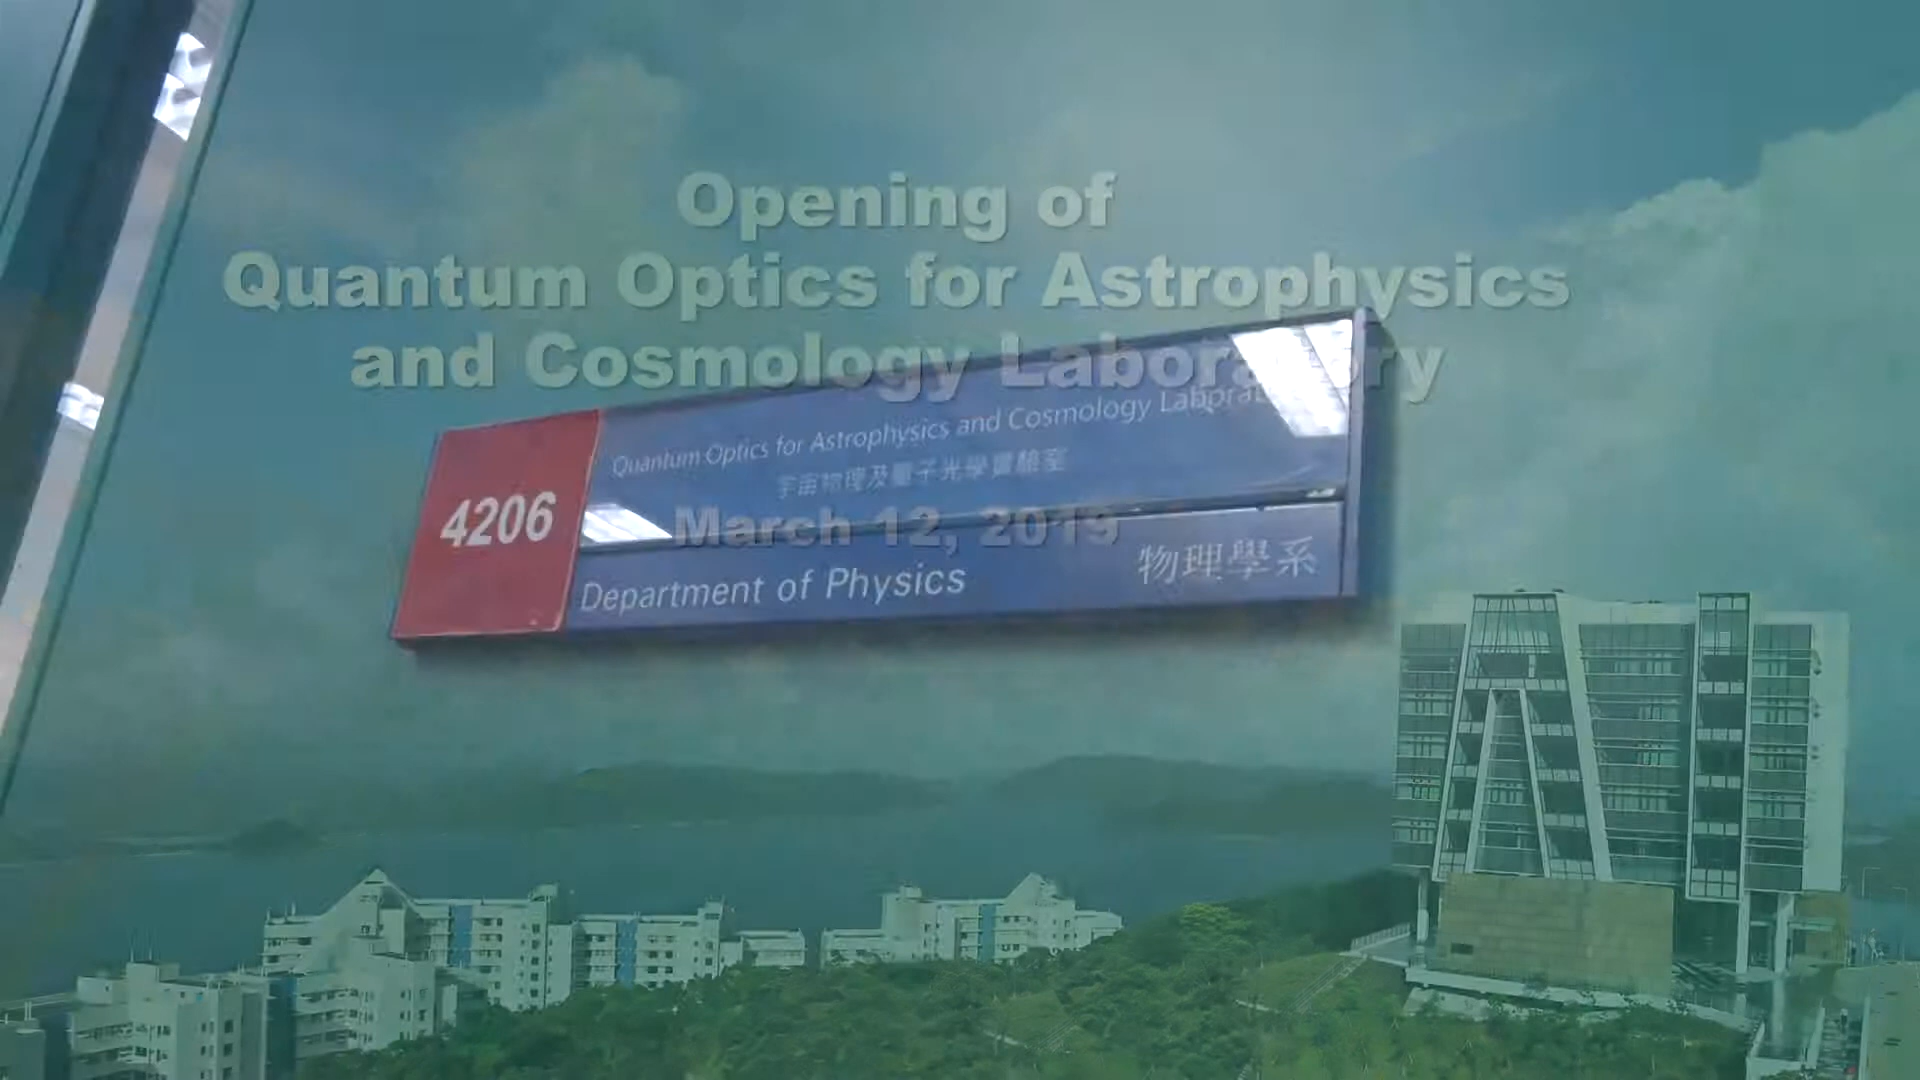 Opening of
Quantum Optics for Astrophysics
and Cosmology Laboratory
Quantum Optics for Astrophysics and Cosmology Laborat
宇宙物理及量子光學實驗室
4206
March 12, 2019
Department of Physics
物理學系